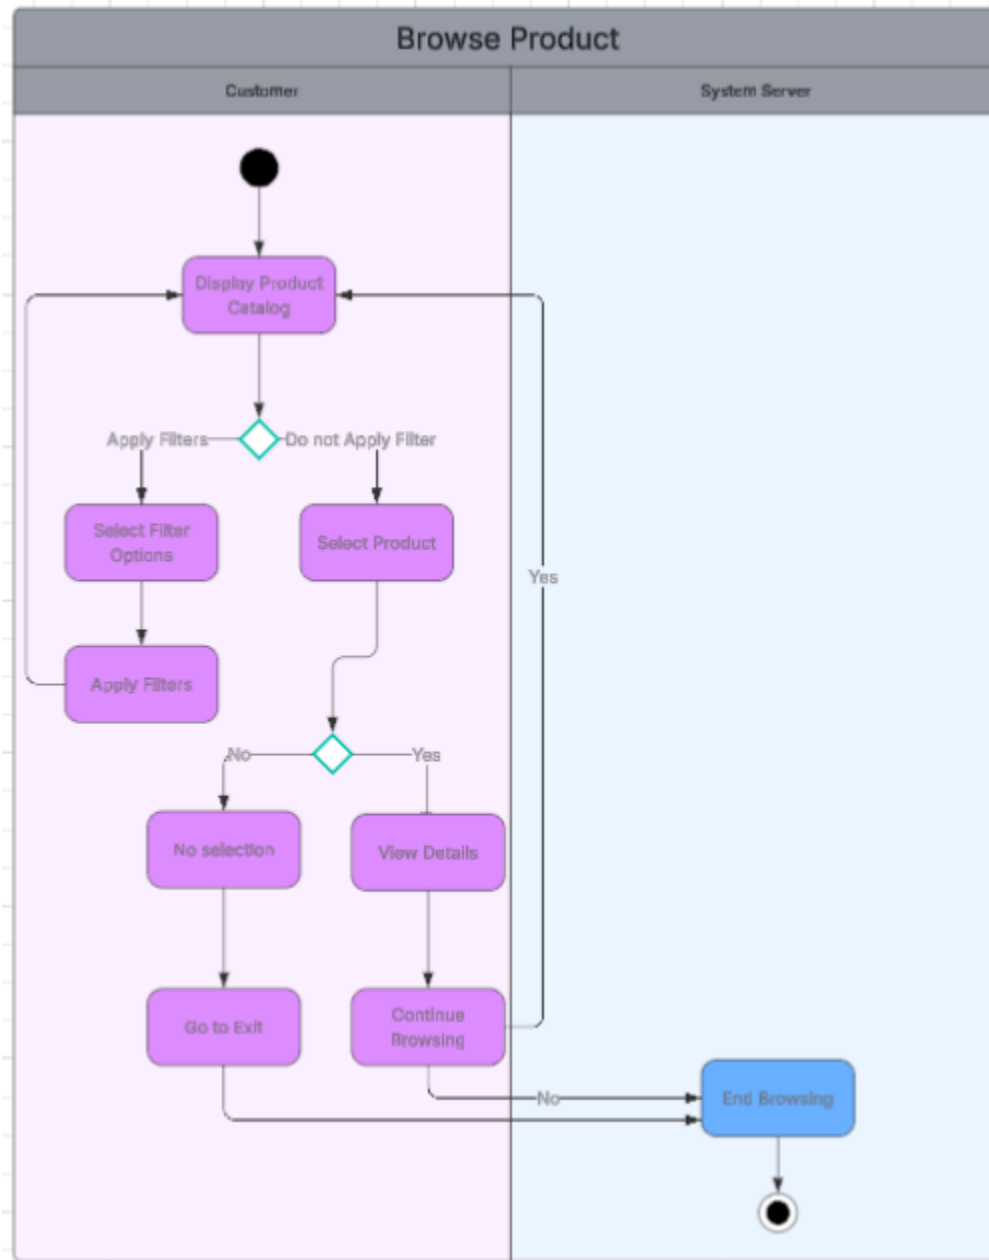 Browse Product
Customer
System Server
Display Product
Catalog
Apply Filters
Do not Apply Filter
Select Filter
Options
Select Product
Yes
Apply Filters
No
Yes
No selection
View Details
Go to Exit
Continue
Browsing
No
End Browsing